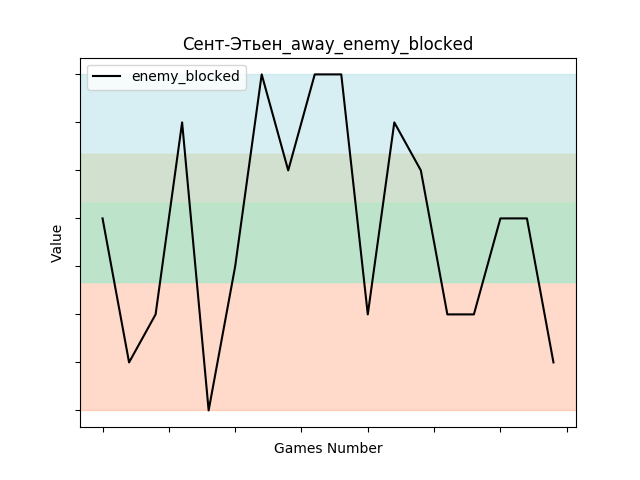 Сент-Этьен_away_enemy_blocked
enemy_blocked
Value
Games Number